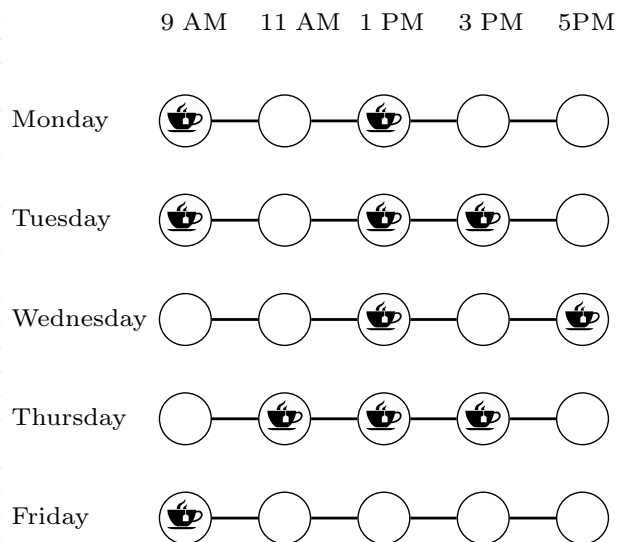 9 AM 11 AM 1 PM 3 PM 5PM
Monday
Tuesday
Wednesday
Thursday
Friday